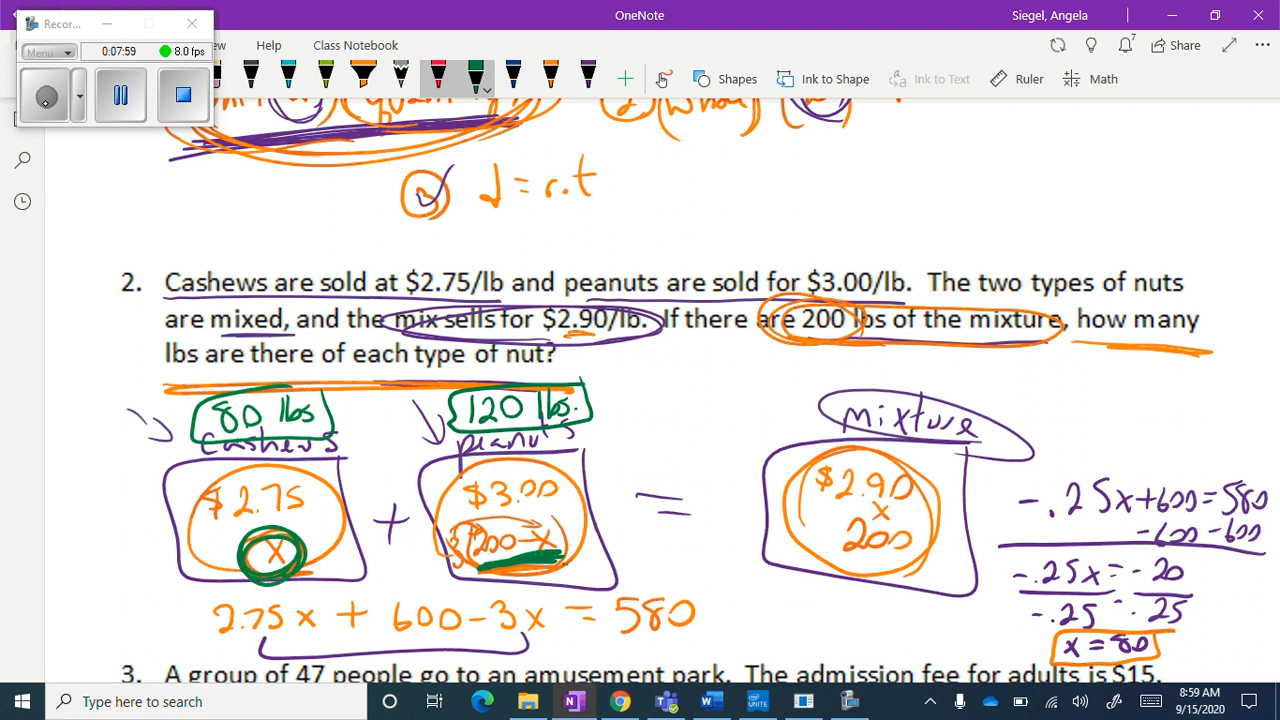 Recor...
OneNote
Siegel, Angela
Menu
0:07:59
8.0 fps
Help
Class Notebook
Share
Shapes
Ink to Shape
Ink to Text
Ruler
Math
d = r.t
2. Cashews are sold at $2.75/lb and peanuts are sold for $3.00/lb. The two types of nuts
are mixed, and the mix sells for $2.90/lb. If there are 200 lbs of the mixture, how many
lbs are there of each type of nut?
80 lbs
120 lbs.
mixture
Cashews
peanuts
$2.75
x
+
$3.00
200 - x
=
$2.90
x
200
-.25x+600=580
-600 -600
-.25x = -20
-.25 -.25
x = 80
2.75x + 600 - 3x = 580
3. A group of 47 people go to an amusement park. The admission fee for adults is $15.
Type here to search
8:59 AM
9/15/2020